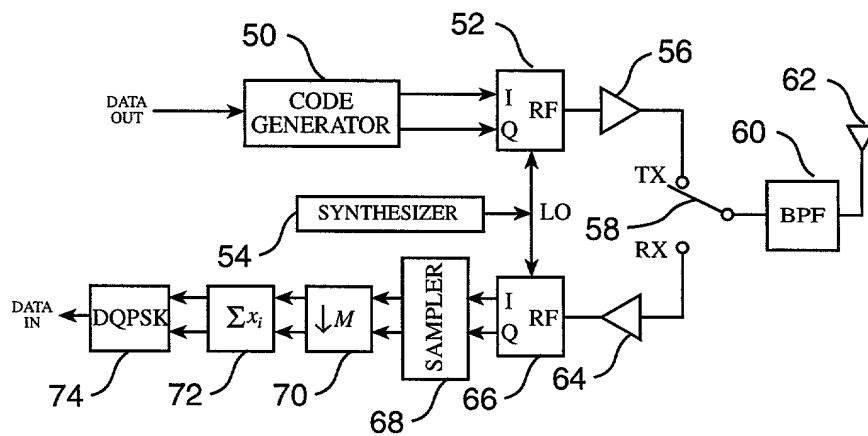 50
52
56
62
DATA
OUT
CODE
GENERATOR
I
Q
RF
60
TX
BPF
58
SYNTHESIZER
LO
54
RX
DATA
IN
DQPSK
Σ xᵢ
↓ M
SAMPLER
I
Q
RF
74
72
70
68
66
64